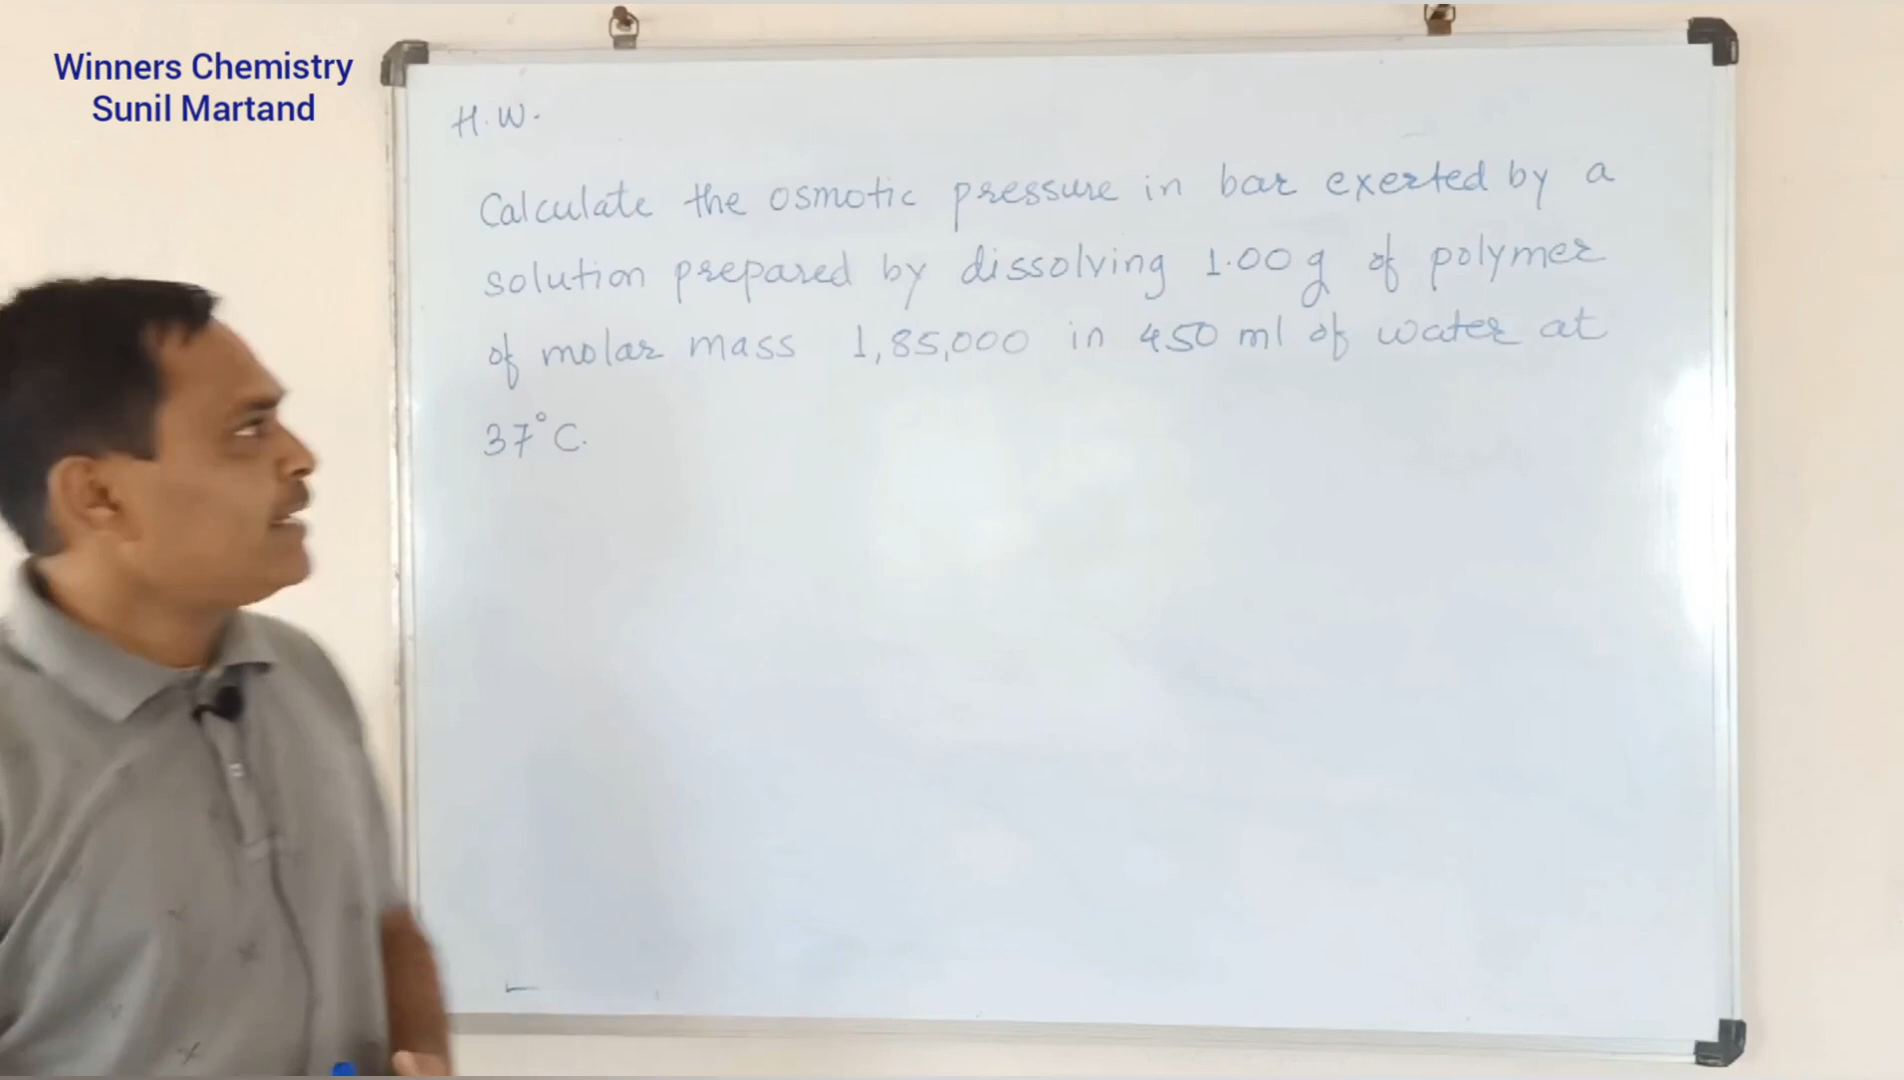 Winners Chemistry
Sunil Martand
H.W.
Calculate the osmotic pressure in bar exerted by a
solution prepared by dissolving 1.00 g of polymer
of molar mass 1,85,000 in 450 ml of water at
37°C.